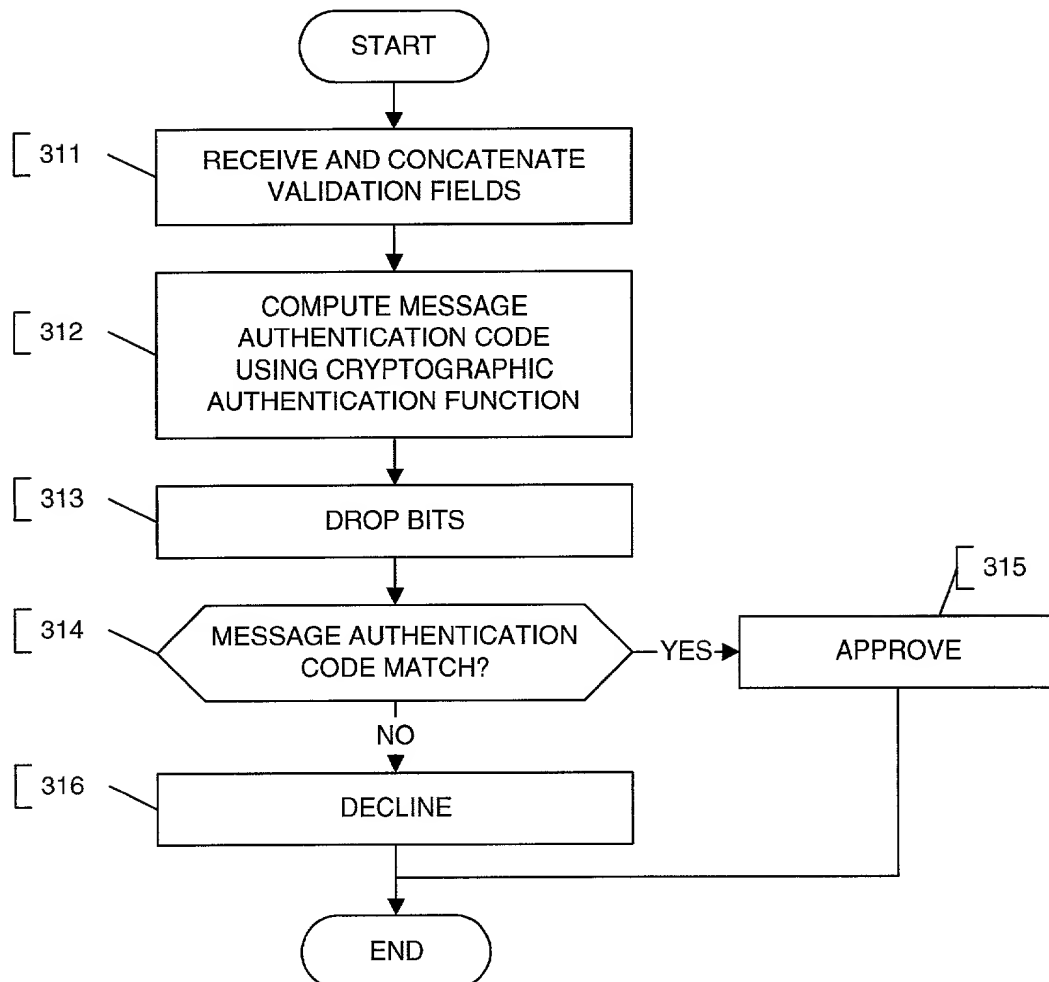 START
311
RECEIVE AND CONCATENATE
VALIDATION FIELDS
312
COMPUTE MESSAGE
AUTHENTICATION CODE
USING CRYPTOGRAPHIC
AUTHENTICATION FUNCTION
313
DROP BITS
314
MESSAGE AUTHENTICATION
CODE MATCH?
YES
315
APPROVE
NO
316
DECLINE
END